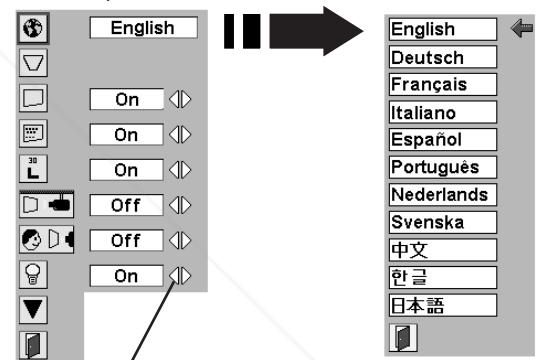 English
On
On
30
L
On
Off
Off
On
English
Deutsch
Français
Italiano
Español
Português
Nederlands
Svenska
中文
한글
日本語